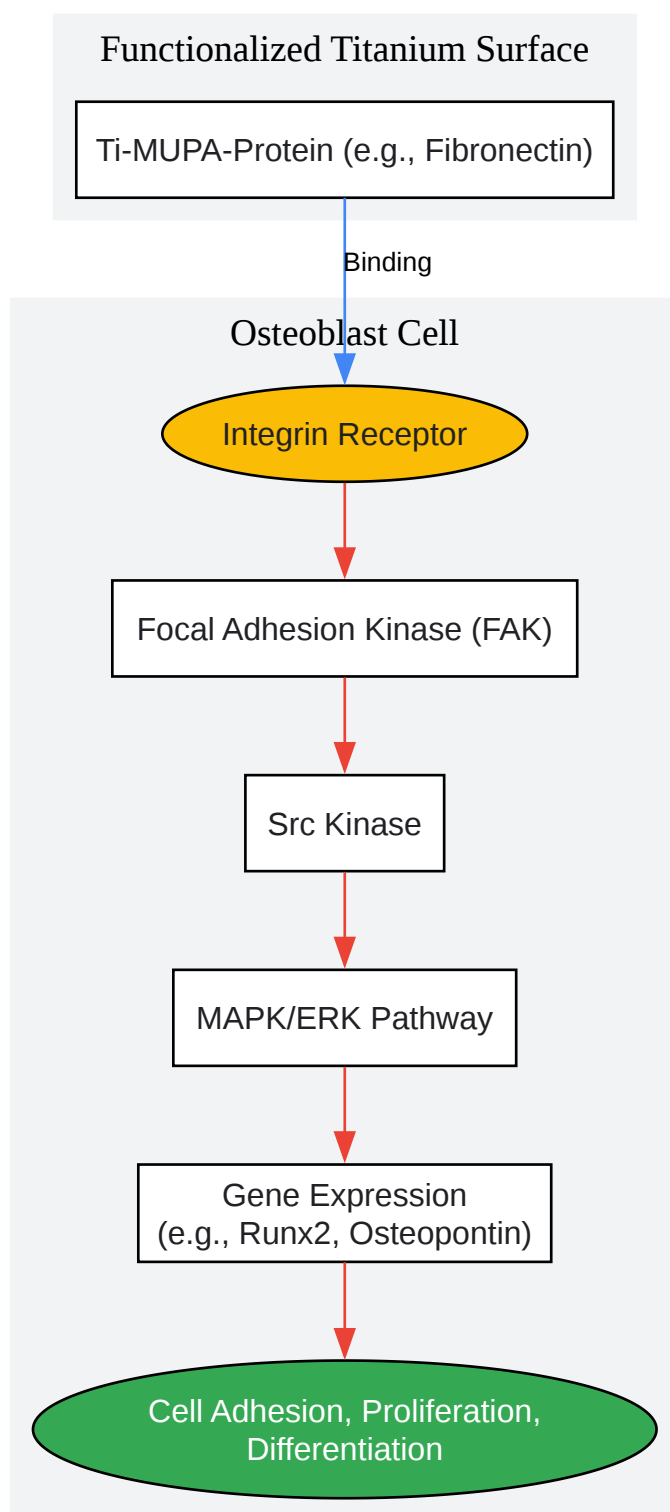 Functionalized Titanium Surface
Ti-MUPA-Protein (e.g., Fibronectin)
Binding
Osteoblast Cell
Integrin Receptor
Focal Adhesion Kinase (FAK)
Src Kinase
MAPK/ERK Pathway
Gene Expression
(e.g., Runx2, Osteopontin)
Cell Adhesion, Proliferation,
Differentiation